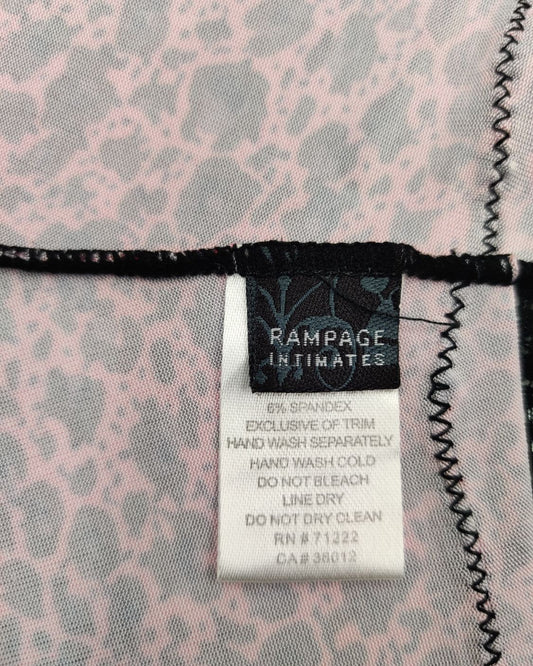 RAMPAGE
INTIMATES
6% SPANDEX
EXCLUSIVE OF TRIM
HAND WASH SEPARATELY
HAND WASH COLD
DO NOT BLEACH
LINE DRY
DO NOT DRY CLEAN
RN # 71222
CA # 36012